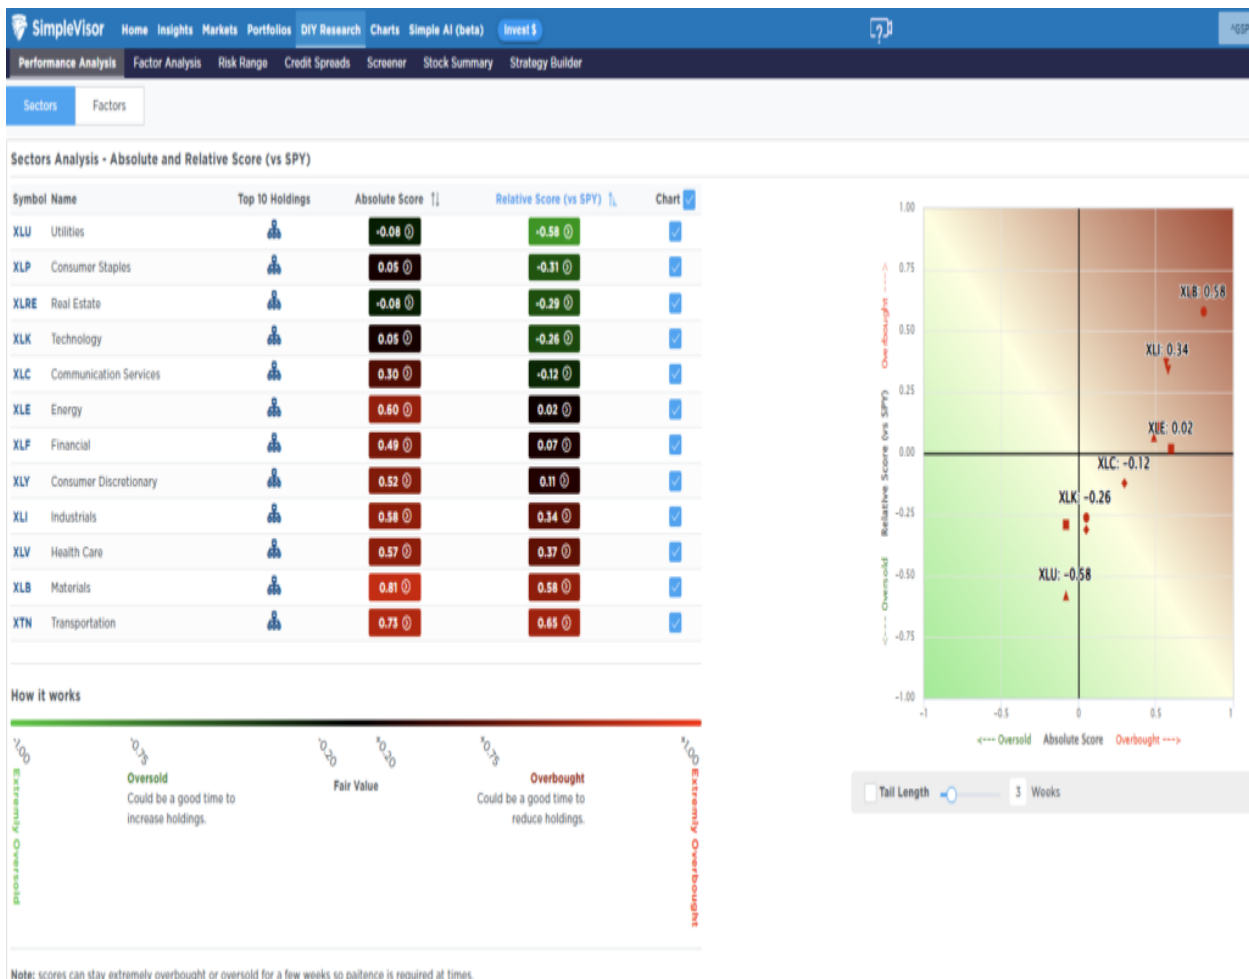 SimpleVisor Home Insights Markets Portfolios DIY Research Charts Simple AI (beta) Invest $ ?
Performance Analysis Factor Analysis Risk Range Credit Spreads Screener Stock Summary Strategy Builder
Sectors Factors
Sectors Analysis - Absolute and Relative Score (vs SPY)
Symbol Name Top 10 Holdings Absolute Score Relative Score (vs SPY) Chart
XLU Utilities -0.08 -0.58
XLP Consumer Staples 0.05 -0.31
XLRE Real Estate -0.08 -0.29
XLK Technology 0.05 -0.26
XLC Communication Services 0.30 -0.12
XLE Energy 0.60 0.02
XLF Financial 0.49 0.07
XLY Consumer Discretionary 0.52 0.11
XLI Industrials 0.58 0.34
XLV Health Care 0.57 0.37
XLB Materials 0.81 0.58
XTN Transportation 0.73 0.65
1.00
0.75
0.50
0.25
0.00
-0.25
-0.50
-0.75
-1.00
<--- Oversold Relative Score (vs SPY) Overbought --->
XLB: 0.58
XLI: 0.34
XLE: 0.02
XLC: -0.12
XLK: -0.26
XLU: -0.58
-1 -0.5 0 0.5 1
<--- Oversold Absolute Score Overbought --->
Tail Length 3 Weeks
How it works
-1.00 -0.75 -0.20 +0.20 +0.75 +1.00
Extremily Oversold
Oversold
Could be a good time to
increase holdings.
Fair Value
Overbought
Could be a good time to
reduce holdings.
Extremily Overbought
Note: scores can stay extremely overbought or oversold for a few weeks so paitence is required at times.